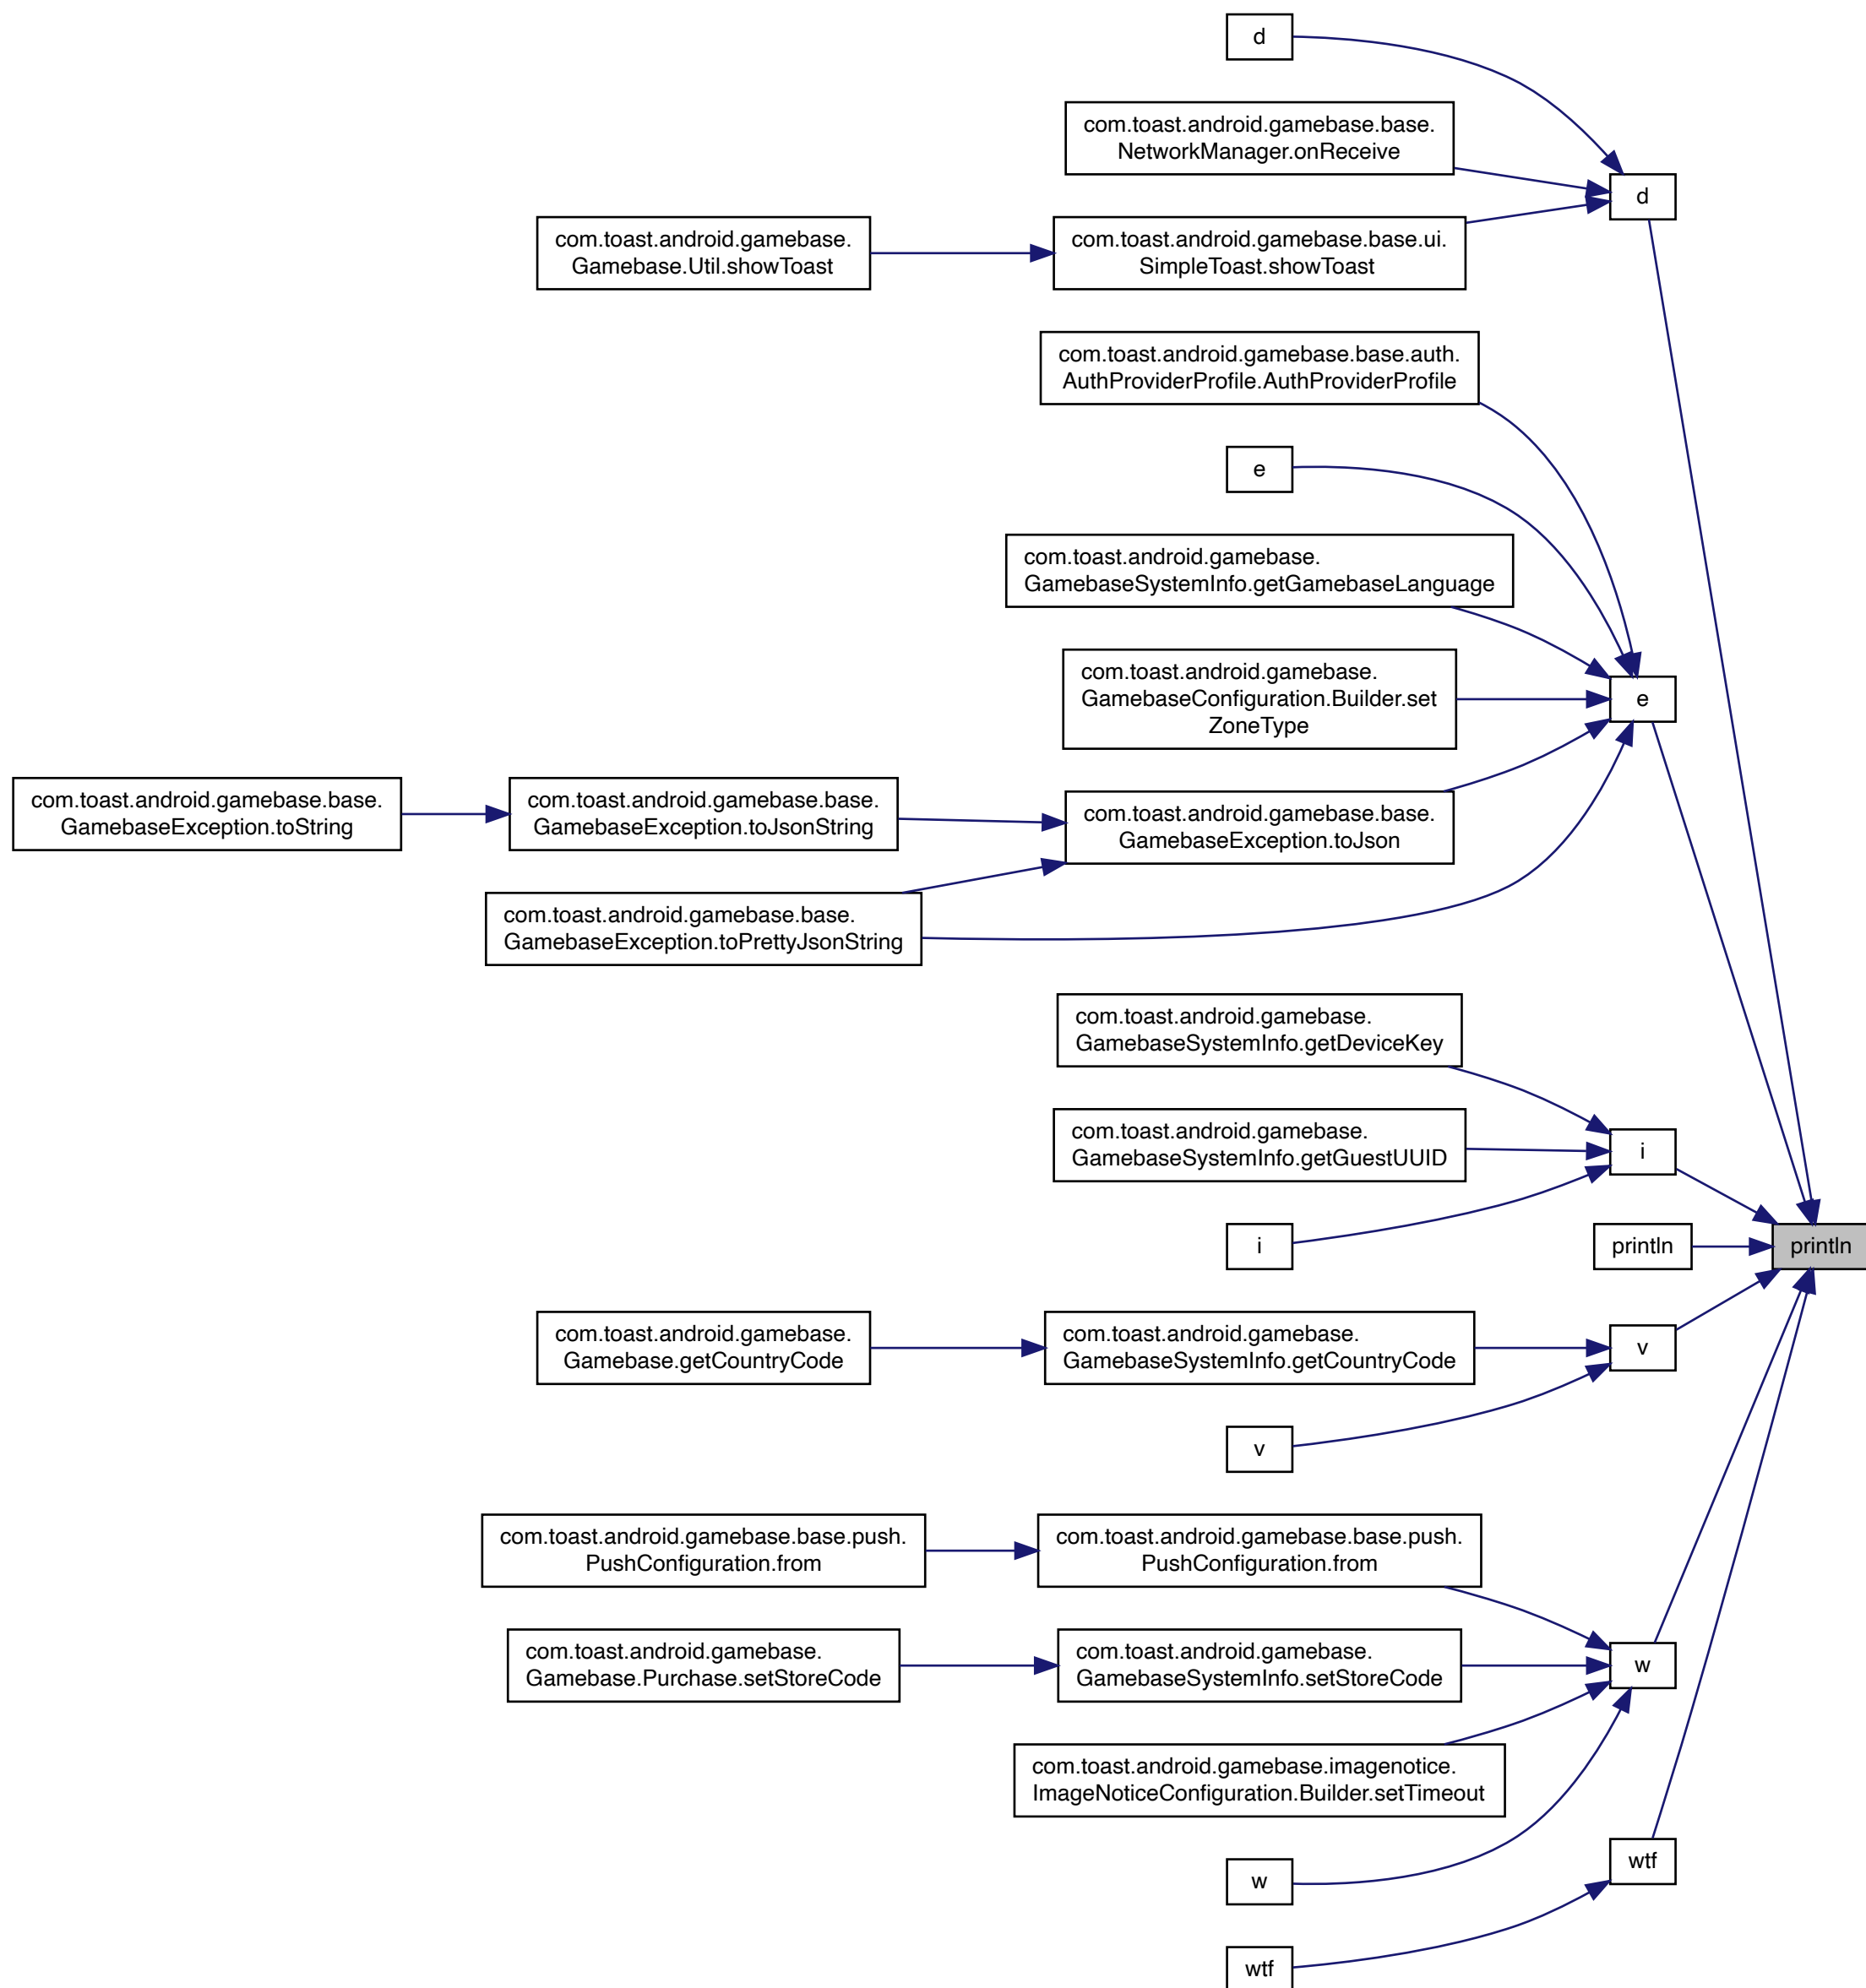 d
com.toast.android.gamebase.base.
NetworkManager.onReceive
d
com.toast.android.gamebase.
Gamebase.Util.showToast
com.toast.android.gamebase.base.ui.
SimpleToast.showToast
com.toast.android.gamebase.base.auth.
AuthProviderProfile.AuthProviderProfile
e
com.toast.android.gamebase.
GamebaseSystemInfo.getGamebaseLanguage
com.toast.android.gamebase.
GamebaseConfiguration.Builder.set
ZoneType
e
com.toast.android.gamebase.base.
GamebaseException.toString
com.toast.android.gamebase.base.
GamebaseException.toJsonString
com.toast.android.gamebase.base.
GamebaseException.toJson
com.toast.android.gamebase.base.
GamebaseException.toPrettyJsonString
com.toast.android.gamebase.
GamebaseSystemInfo.getDeviceKey
com.toast.android.gamebase.
GamebaseSystemInfo.getGuestUUID
i
i
println
println
com.toast.android.gamebase.
Gamebase.getCountryCode
com.toast.android.gamebase.
GamebaseSystemInfo.getCountryCode
v
v
com.toast.android.gamebase.base.push.
PushConfiguration.from
com.toast.android.gamebase.base.push.
PushConfiguration.from
com.toast.android.gamebase.
Gamebase.Purchase.setStoreCode
com.toast.android.gamebase.
GamebaseSystemInfo.setStoreCode
w
com.toast.android.gamebase.imagenotice.
ImageNoticeConfiguration.Builder.setTimeout
w
wtf
wtf